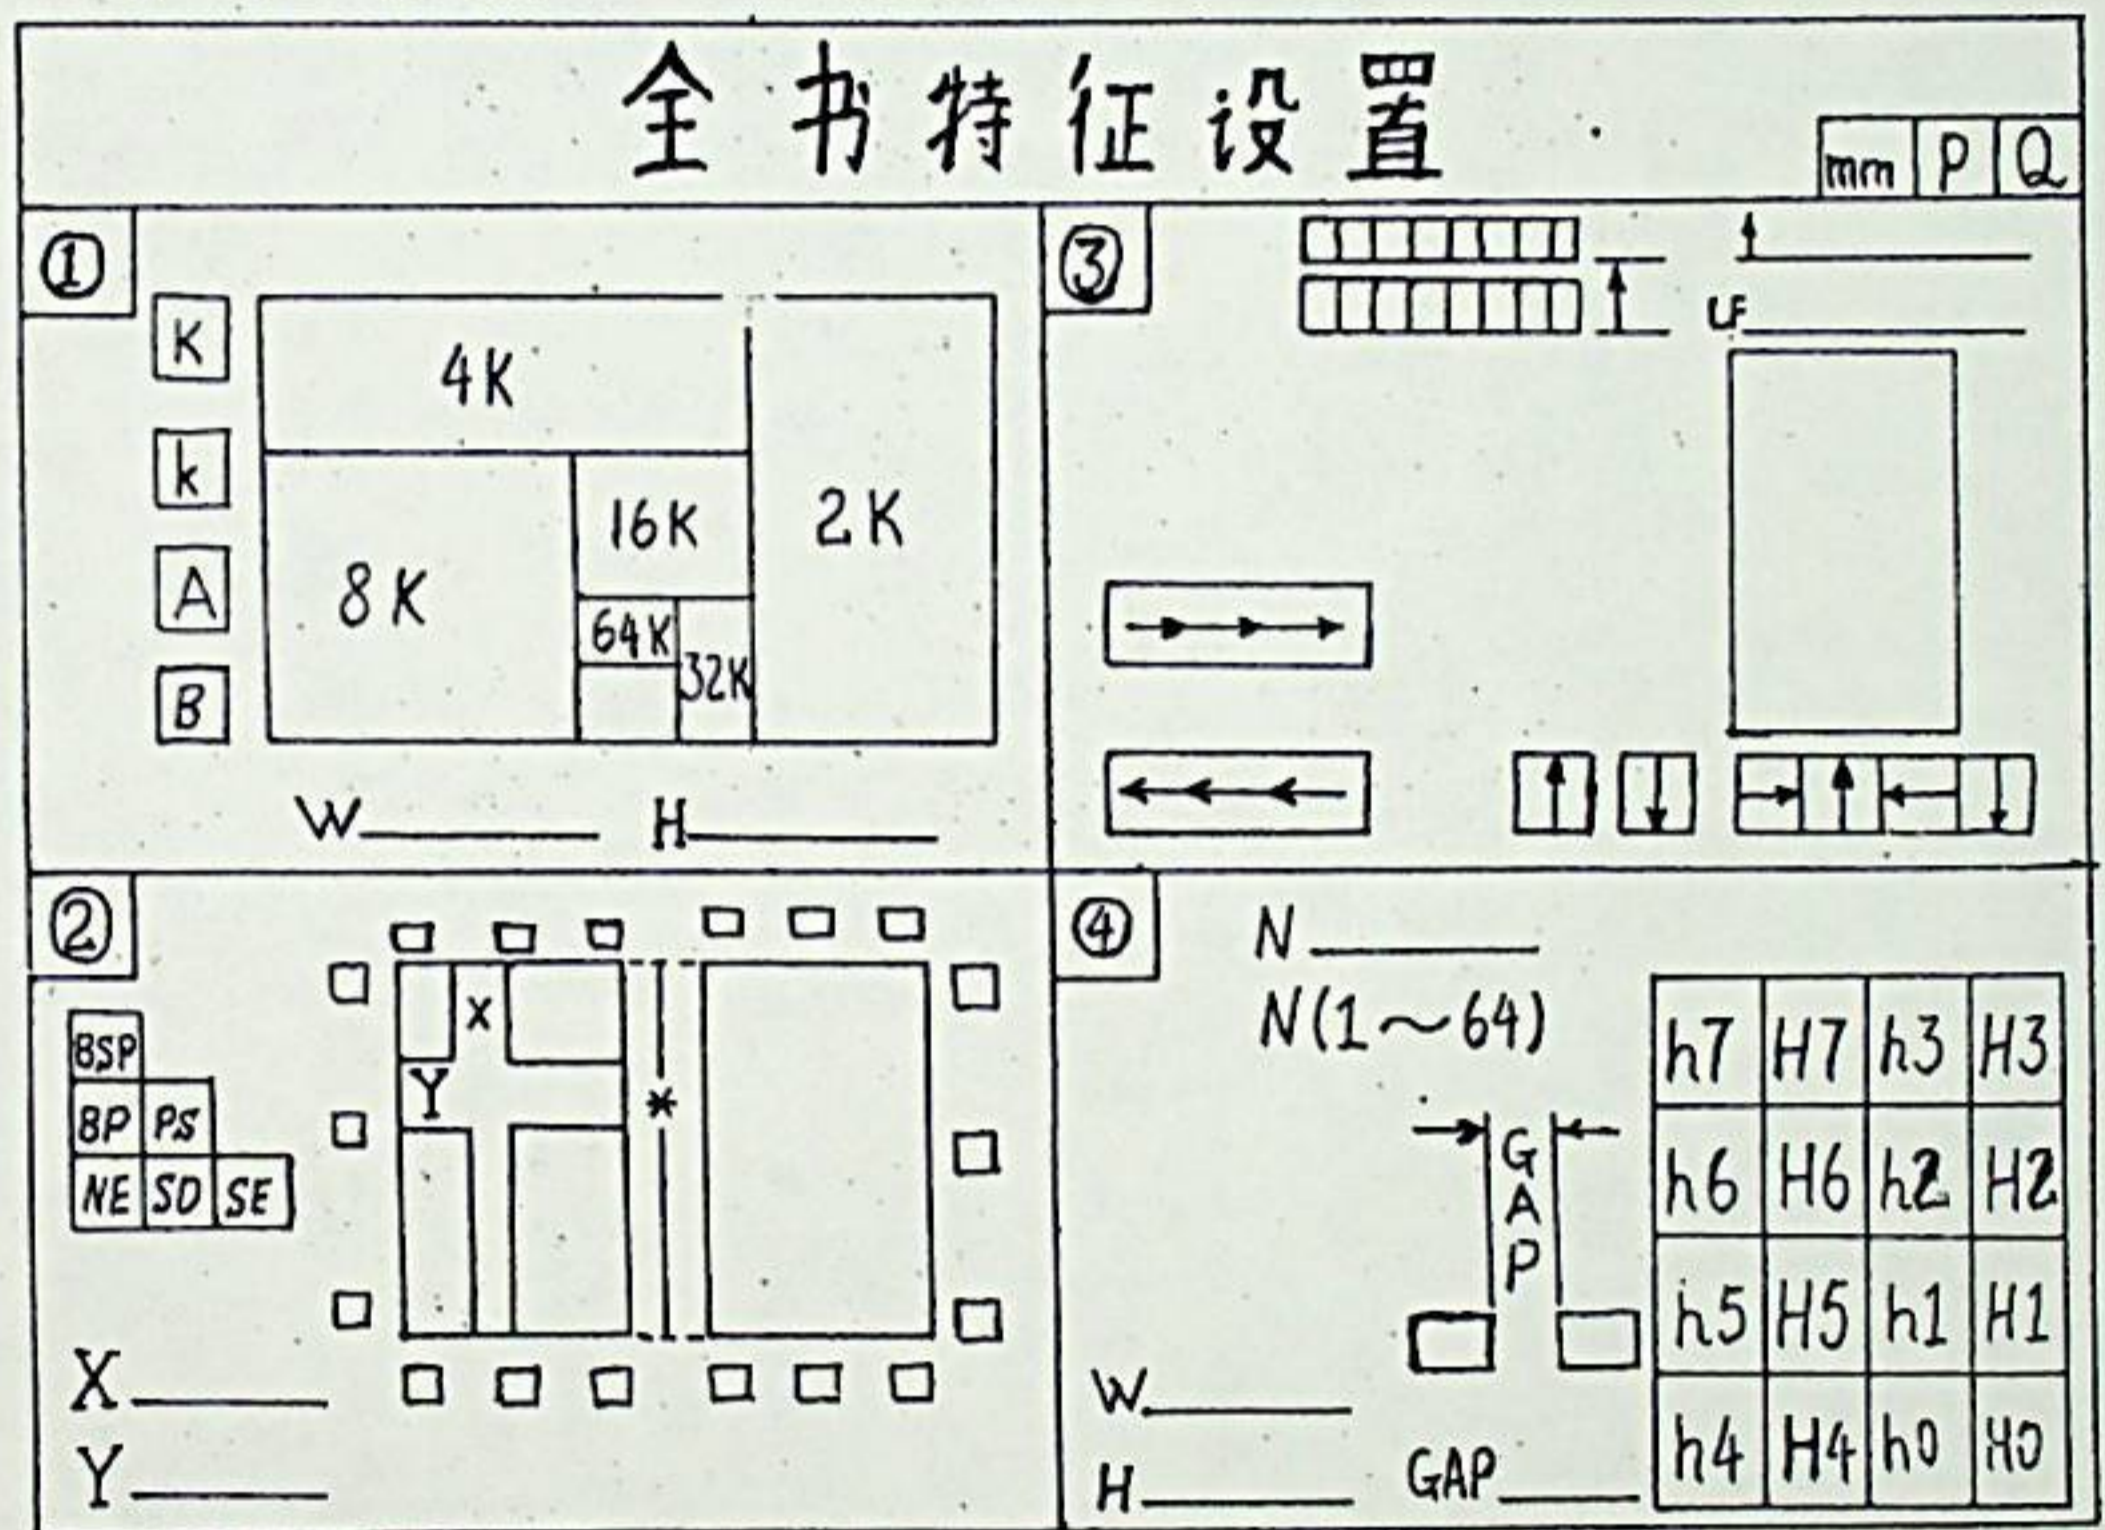 全书特征设置
mm P Q
①
K
4K
k
16K 2K
A
8K
64K
32K
B
W H
③
LF
②
X
BSP
Y
BP PS
*
NE SD SE
X
Y
④
N
N(1~64)
GAP
h7 H7 h3 H3
h6 H6 h2 H2
h5 H5 h1 H1
h4 H4 h0 H0
W
H GAP